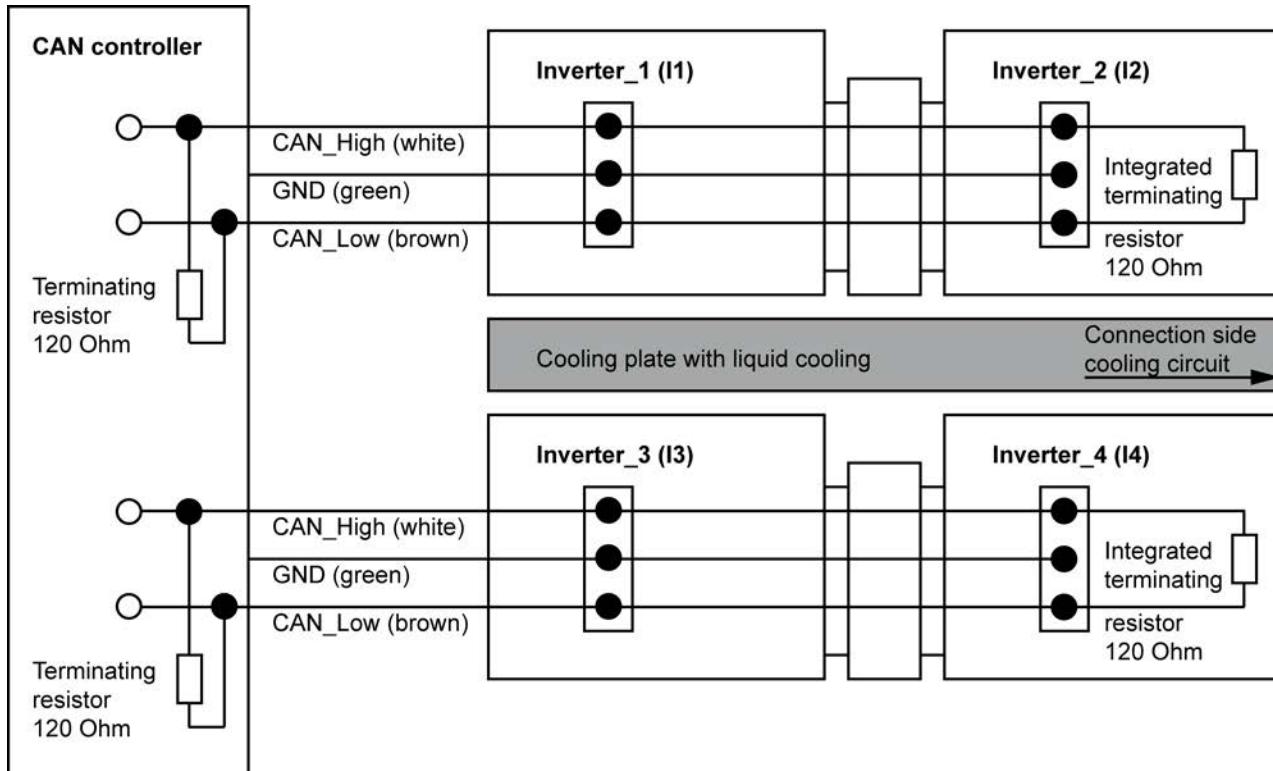 CAN controller
Inverter_1 (I1)
Inverter_2 (I2)
CAN_High (white)
GND (green)
CAN_Low (brown)
Integrated
terminating
resistor
120 Ohm
Terminating
resistor
120 Ohm
Cooling plate with liquid cooling
Connection side
cooling circuit
Inverter_3 (I3)
Inverter_4 (I4)
CAN_High (white)
GND (green)
CAN_Low (brown)
Integrated
terminating
resistor
120 Ohm
Terminating
resistor
120 Ohm